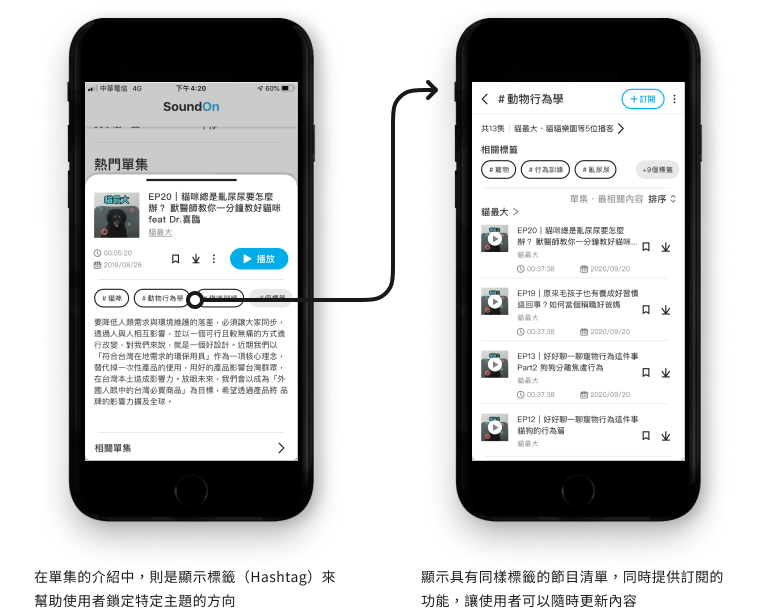 中華電信 4G 下午4:20 60%
SoundOn
熱門單集
貓最大
EP20｜貓咪總是亂尿尿要怎麼
辦？ 獸醫師教你一分鐘教好貓咪
feat Dr.喜臨
貓最大
00:05:20
2019/08/26
播放
#貓咪 #動物行為學
要降低人類需求與環境維護的落差，必須讓大家同步，
透過人與人相互影響，並以一個可行且較無痛的方式進
行改變，對我們來說，就是一個好設計。近期我們以
「符合台灣在地需求的環保用具」作為一項核心理念，
替代掉一次性產品的使用，用好的產品影響台灣群眾，
在台灣本土造成影響力。放眼未來，我們會以成為「外
國人眼中的台灣必買商品」為目標，希望透過產品將 品
牌的影響力擴及全球。
相關單集
在單集的介紹中，則是顯示標籤（Hashtag）來
幫助使用者鎖定特定主題的方向
#動物行為學 +訂閱
共13集｜貓最大、貓貓樂園等5位播客
相關標籤
#寵物 #行為訓練 #亂尿尿 +9個標籤
單集・最相關內容 排序
貓最大
EP20｜貓咪總是亂尿尿要怎麼
辦？ 獸醫師教你一分鐘教好貓咪...
貓最大
00:37:38 2020/09/20
EP19｜原來毛孩子也有養成好習慣
這回事？如何當個稱職好爸媽
貓最大
00:37:38 2020/09/20
EP13｜好好聊一聊寵物行為這件事
Part2 狗狗分離焦慮行為
貓最大
00:37:38 2020/09/20
EP12｜好好聊一聊寵物行為這件事
貓狗的行為篇
貓最大
顯示具有同樣標籤的節目清單，同時提供訂閱的
功能，讓使用者可以隨時更新內容